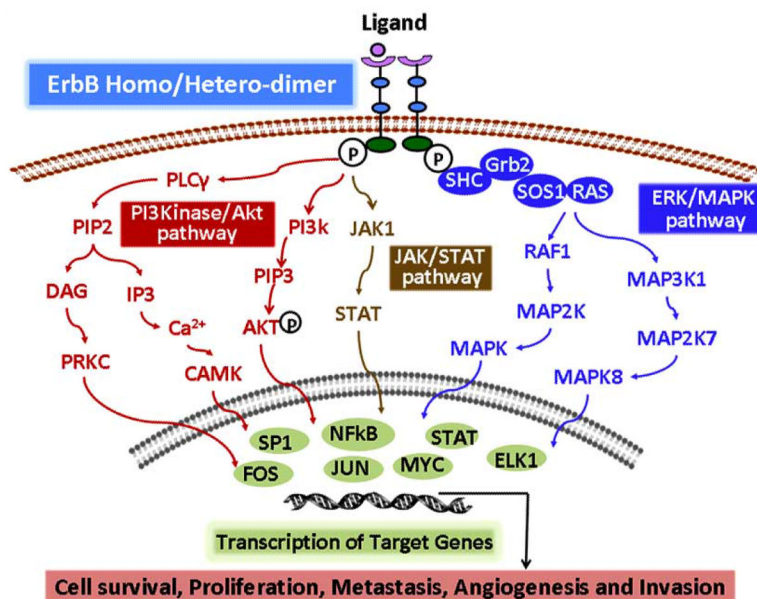 Ligand
ErbB Homo/Hetero-dimer
P
P
SHC
Grb2
SOS1
RAS
ERK/MAPK
pathway
PLCγ
PI3Kinase/Akt
pathway
PIP2
PI3k
JAK1
JAK/STAT
pathway
RAF1
MAP3K1
DAG
IP3
PIP3
MAP2K
Ca²⁺
AKT
P
STAT
MAP2K7
PRKC
CAMK
MAPK
MAPK8
SP1
NFkB
STAT
FOS
JUN
MYC
ELK1
Transcription of Target Genes
Cell survival, Proliferation, Metastasis, Angiogenesis and Invasion